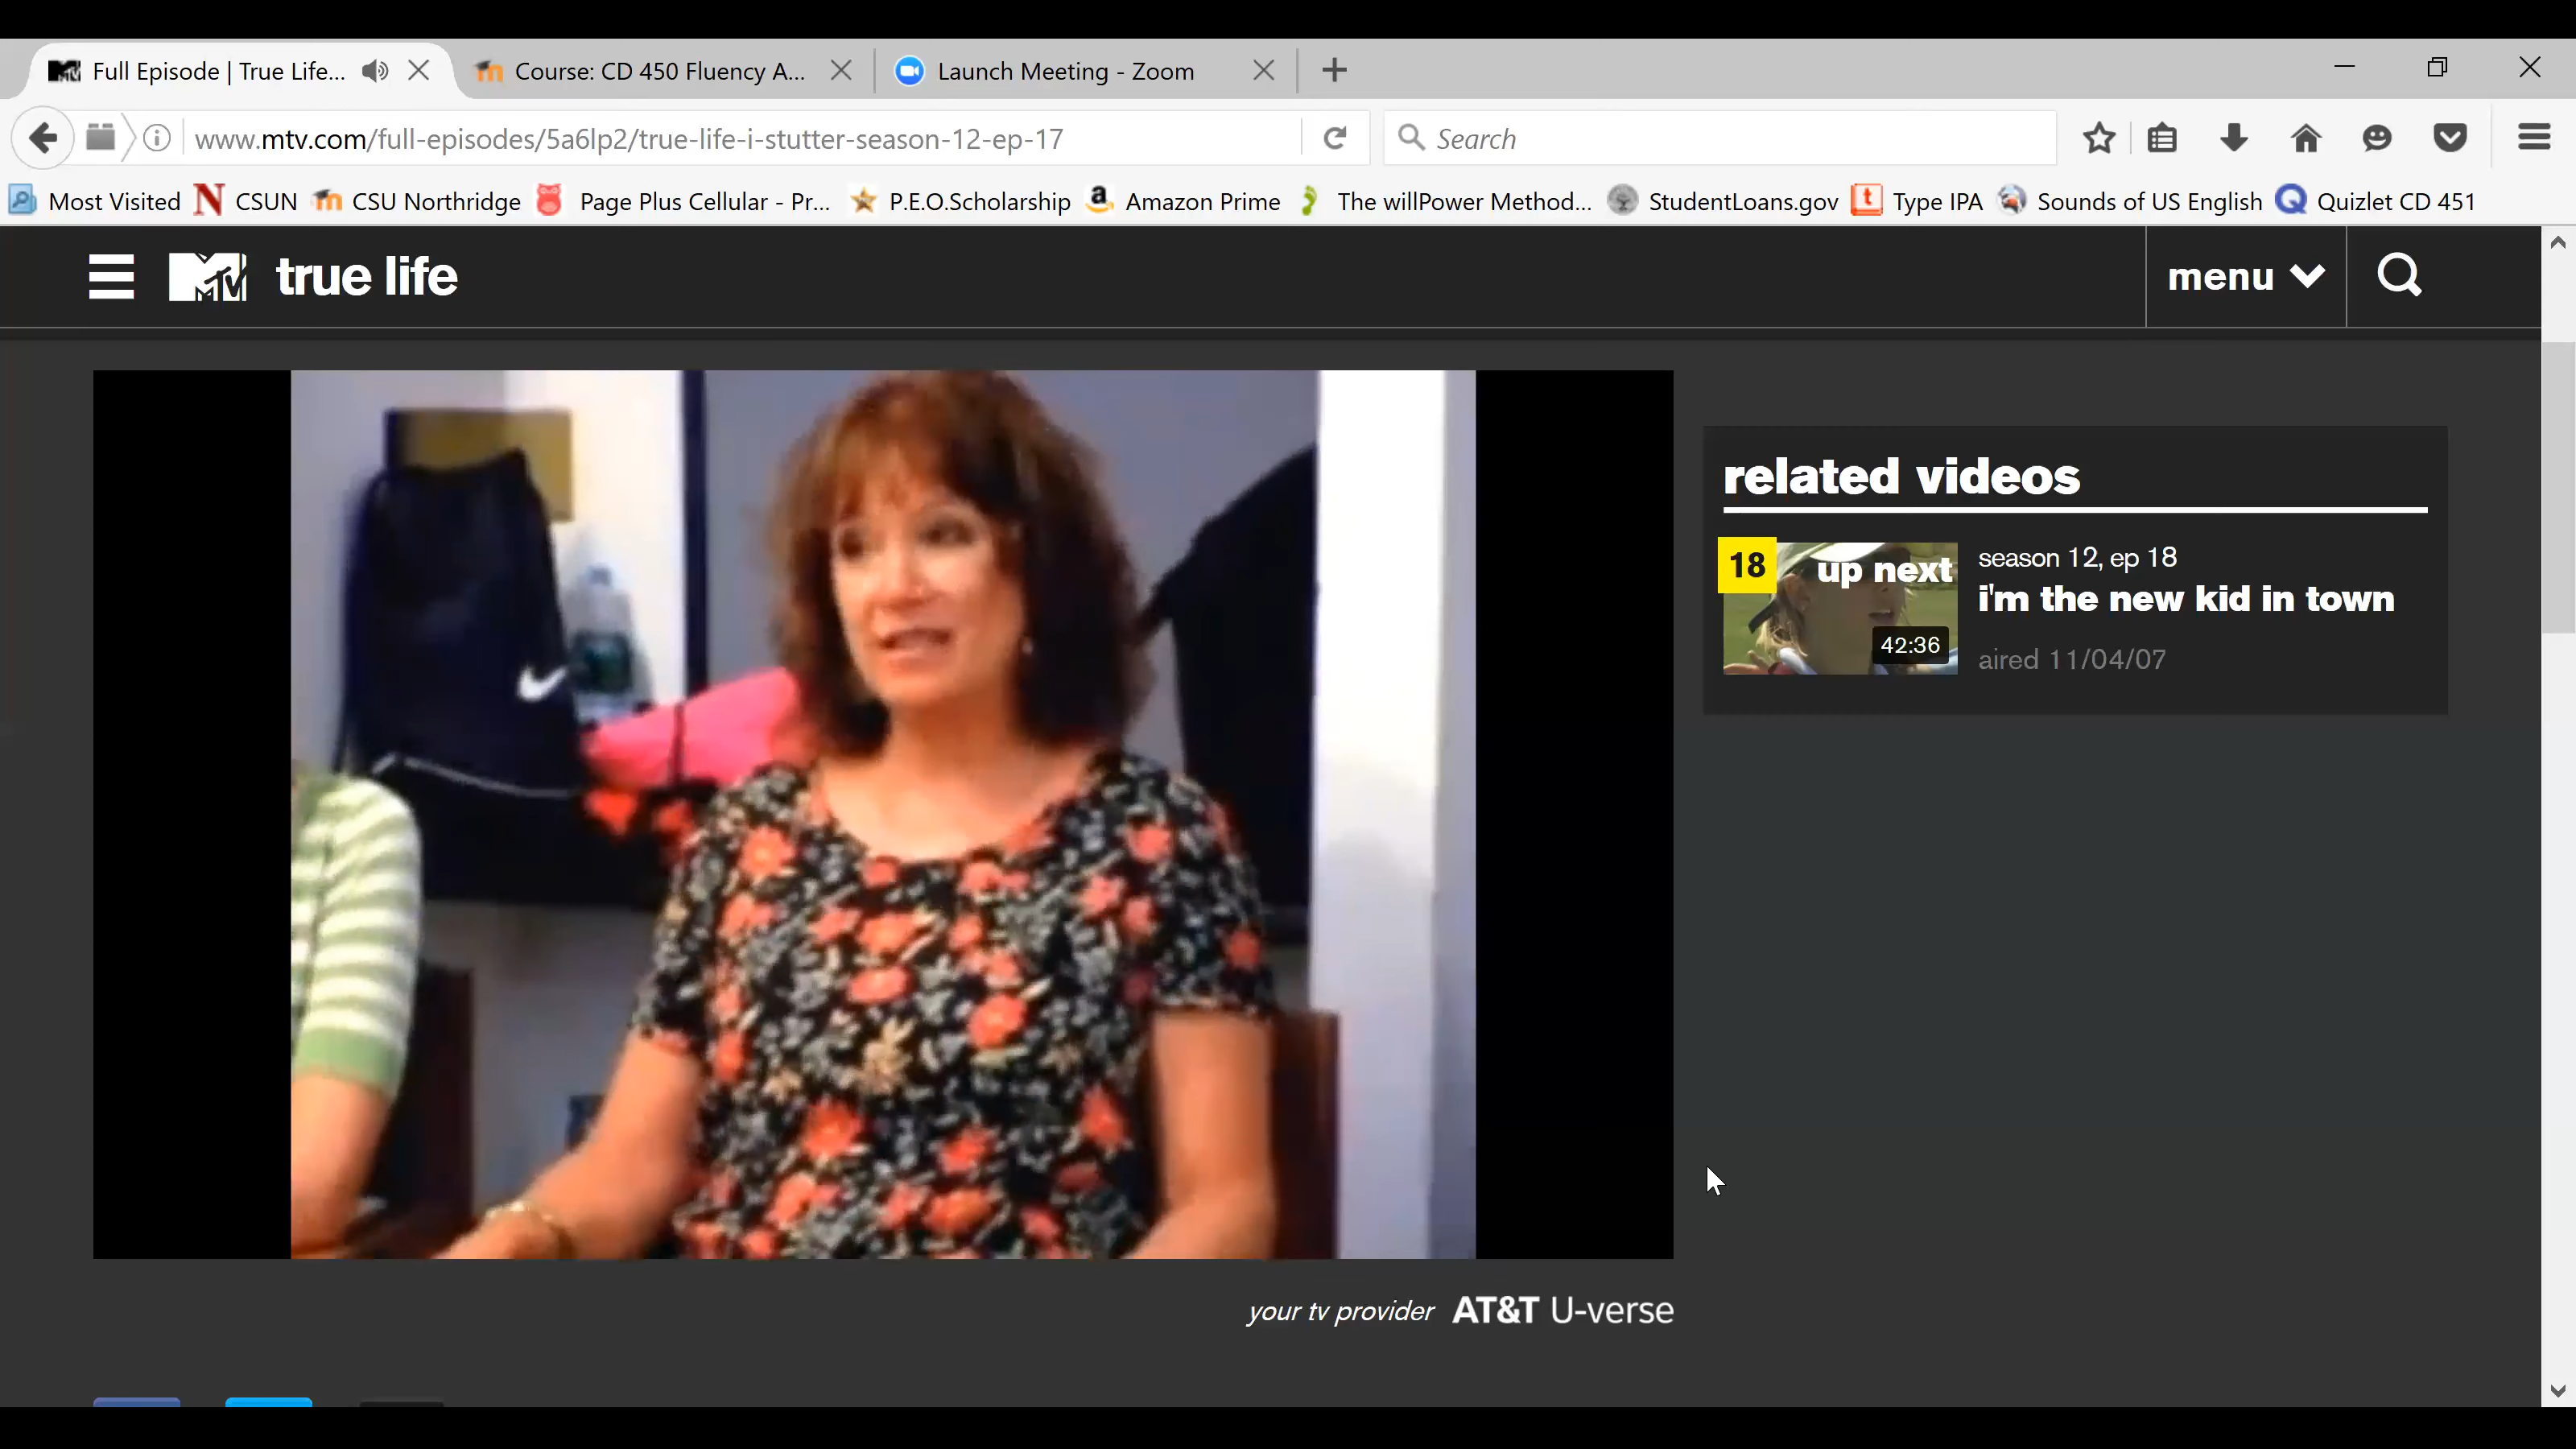 Full Episode | True Life...
Course: CD 450 Fluency A...
Launch Meeting - Zoom
www.mtv.com/full-episodes/5a6lp2/true-life-i-stutter-season-12-ep-17
Search
Most Visited
N CSUN
CSU Northridge
Page Plus Cellular - Pr...
P.E.O.Scholarship
a Amazon Prime
The willPower Method...
StudentLoans.gov
t Type IPA
Sounds of US English
Quizlet CD 451
MTV true life
menu
related videos
18
up next
42:36
season 12, ep 18
i'm the new kid in town
aired 11/04/07
your tv provider AT&T U-verse